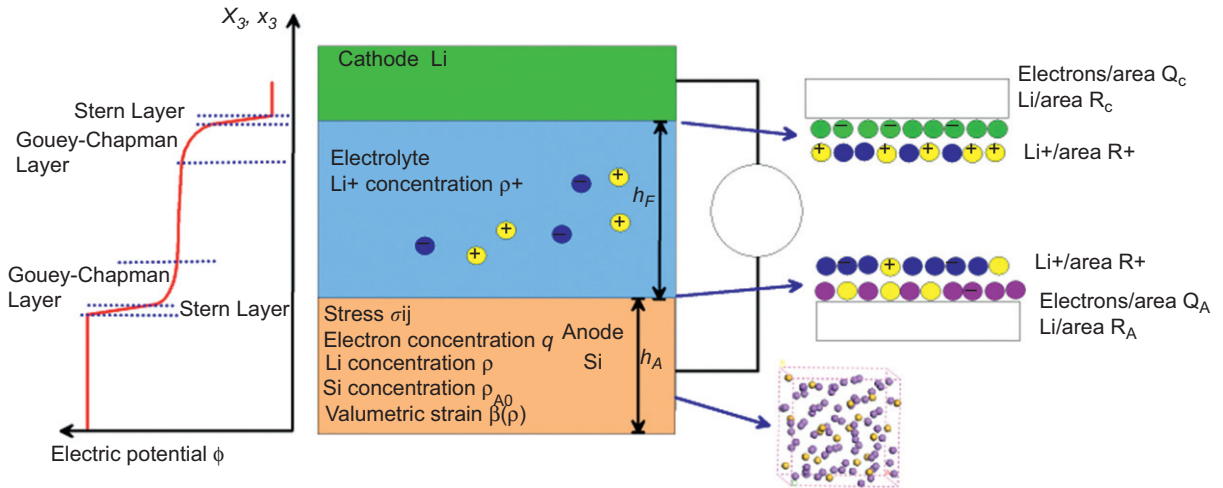 X3, x3
Stern Layer
Gouey-Chapman
Layer
Gouey-Chapman
Layer
Stern Layer
Electric potential ϕ
Cathode Li
Electrolyte
Li+ concentration ρ+
+
+
+
+
−
−
−
hF
Stress σij
Electron concentration q
Li concentration ρ
Si concentration ρA0
Valumetric strain β(ρ)
Anode
Si
hA
Electrons/area Qc
Li/area Rc
− − −
+ + + + +
Li+/area R+
− + −
Li+/area R+
−
Electrons/area QA
Li/area RA